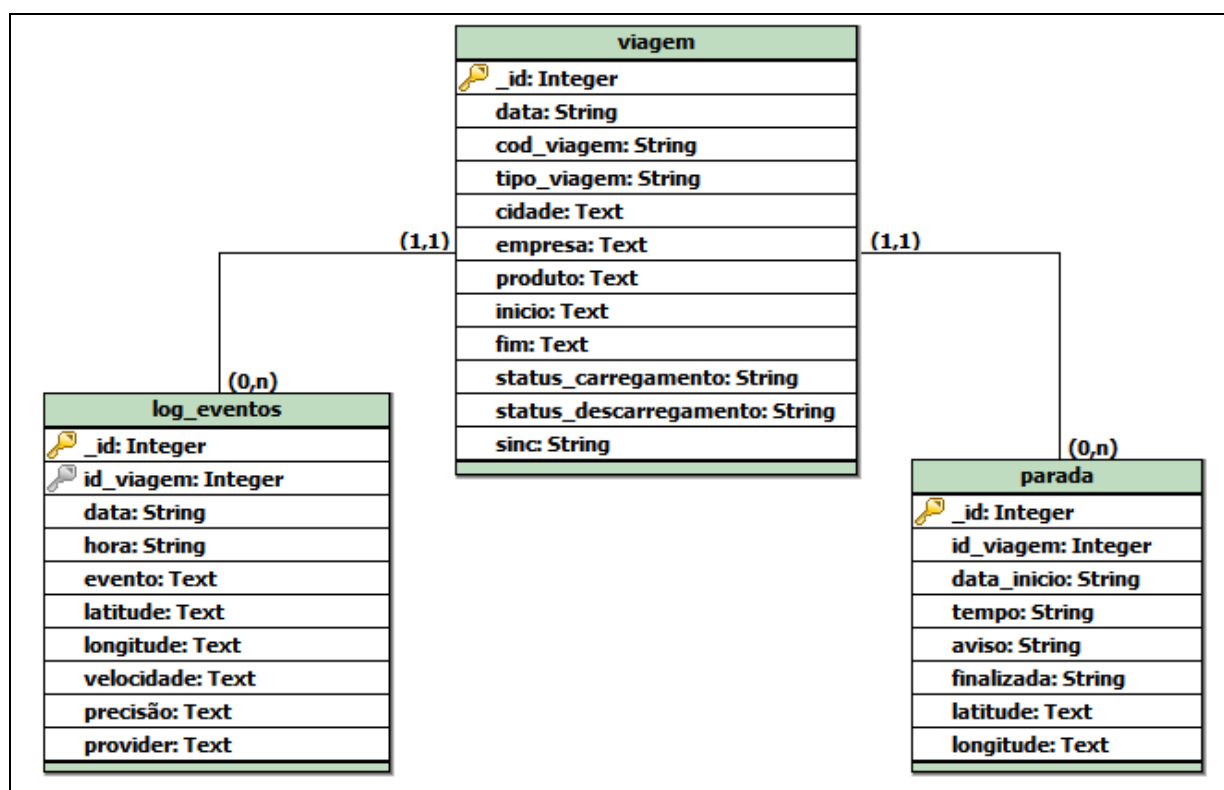 viagem
_id: Integer
data: String
cod_viagem: String
tipo_viagem: String
cidade: Text
empresa: Text
produto: Text
inicio: Text
fim: Text
status_carregamento: String
status_descarregamento: String
sinc: String
(1,1)
(1,1)
(0,n)
(0,n)
log_eventos
_id: Integer
id_viagem: Integer
data: String
hora: String
evento: Text
latitude: Text
longitude: Text
velocidade: Text
precisão: Text
provider: Text
parada
_id: Integer
id_viagem: Integer
data_inicio: String
tempo: String
aviso: String
finalizada: String
latitude: Text
longitude: Text